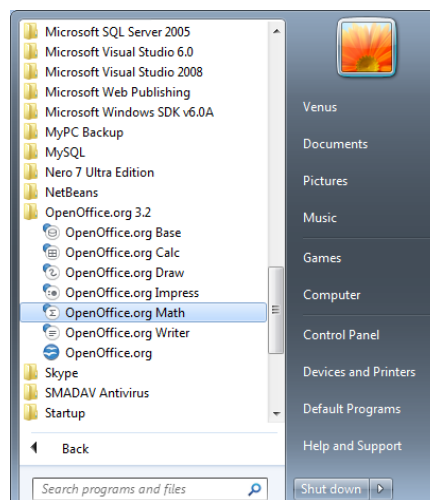 Microsoft SQL Server 2005
Microsoft Visual Studio 6.0
Microsoft Visual Studio 2008
Microsoft Web Publishing
Microsoft Windows SDK v6.0A
MyPC Backup
MySQL
Nero 7 Ultra Edition
NetBeans
OpenOffice.org 3.2
OpenOffice.org Base
OpenOffice.org Calc
OpenOffice.org Draw
OpenOffice.org Impress
OpenOffice.org Math
OpenOffice.org Writer
OpenOffice.org
Skype
SMADAV Antivirus
Startup
Back
Search programs and files
Venus
Documents
Pictures
Music
Games
Computer
Control Panel
Devices and Printers
Default Programs
Help and Support
Shut down